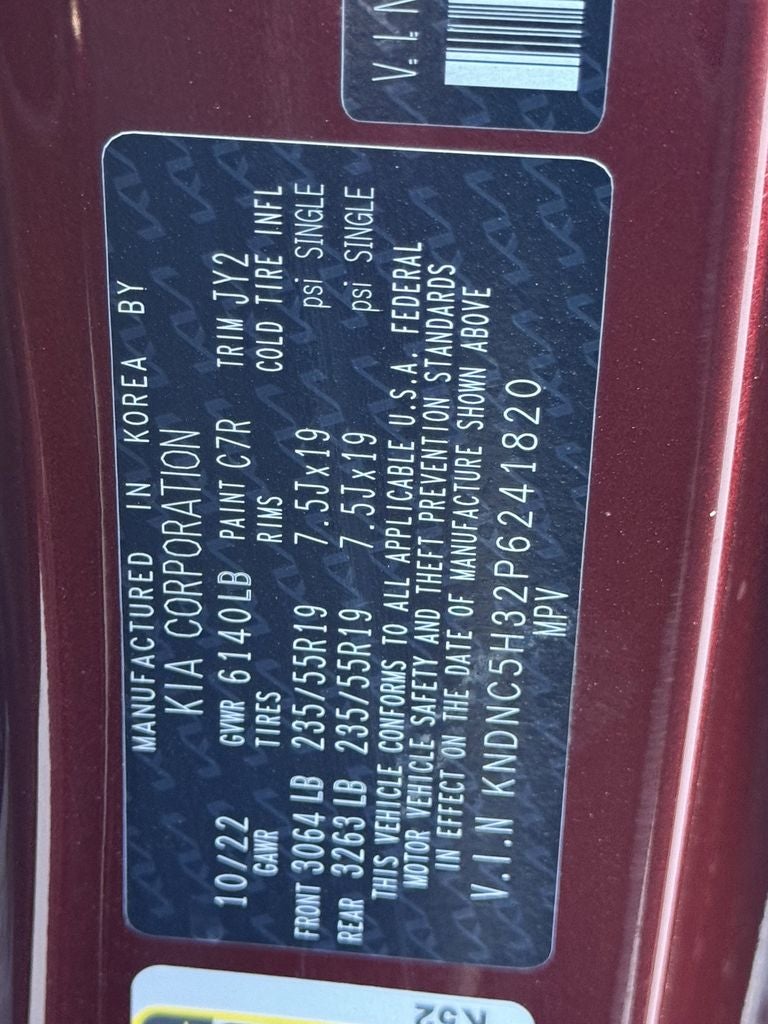 MANUFACTURED IN KOREA BY
KIA CORPORATION
10/22 GVWR 6140LB PAINT C7R TRIM JY2
GAWR TIRES RIMS COLD TIRE INFL
FRONT 3064 LB 235/55R19 7.5Jx19 psi SINGLE
REAR 3263 LB 235/55R19 7.5Jx19 psi SINGLE
THIS VEHICLE CONFORMS TO ALL APPLICABLE U.S.A. FEDERAL
MOTOR VEHICLE SAFETY AND THEFT PREVENTION STANDARDS
IN EFFECT ON THE DATE OF MANUFACTURE SHOWN ABOVE
V.I.N KNDNC5H32P6241820
MPV
V.I.N
K52